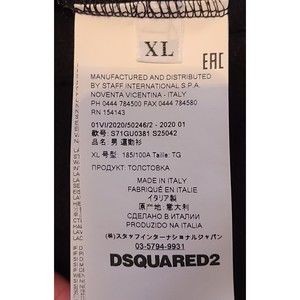 XL
EAC
MANUFACTURED AND DISTRIBUTED
BY STAFF INTERNATIONAL S.P.A.
NOVENTA VICENTINA - ITALY
PH 0444 784500 FAX 0444 784580
RN 154143
01VI/2020/50246/2 - 2020 01
款号: S71GU0381 S25042
品 名: 男 運動衫
XL 号型: 185/100A Taille: TG
ПРОДУКТ: ТОЛСТОВКА
MADE IN ITALY
FABRIQUÉ EN ITALIE
イタリア製
原产地: 意大利
СДЕЛАНО В ИТАЛИИ
PRODUCT OF ITALY
(株)スタッフインターナショナルジャパン
03-5794-9931
DSQUARED2